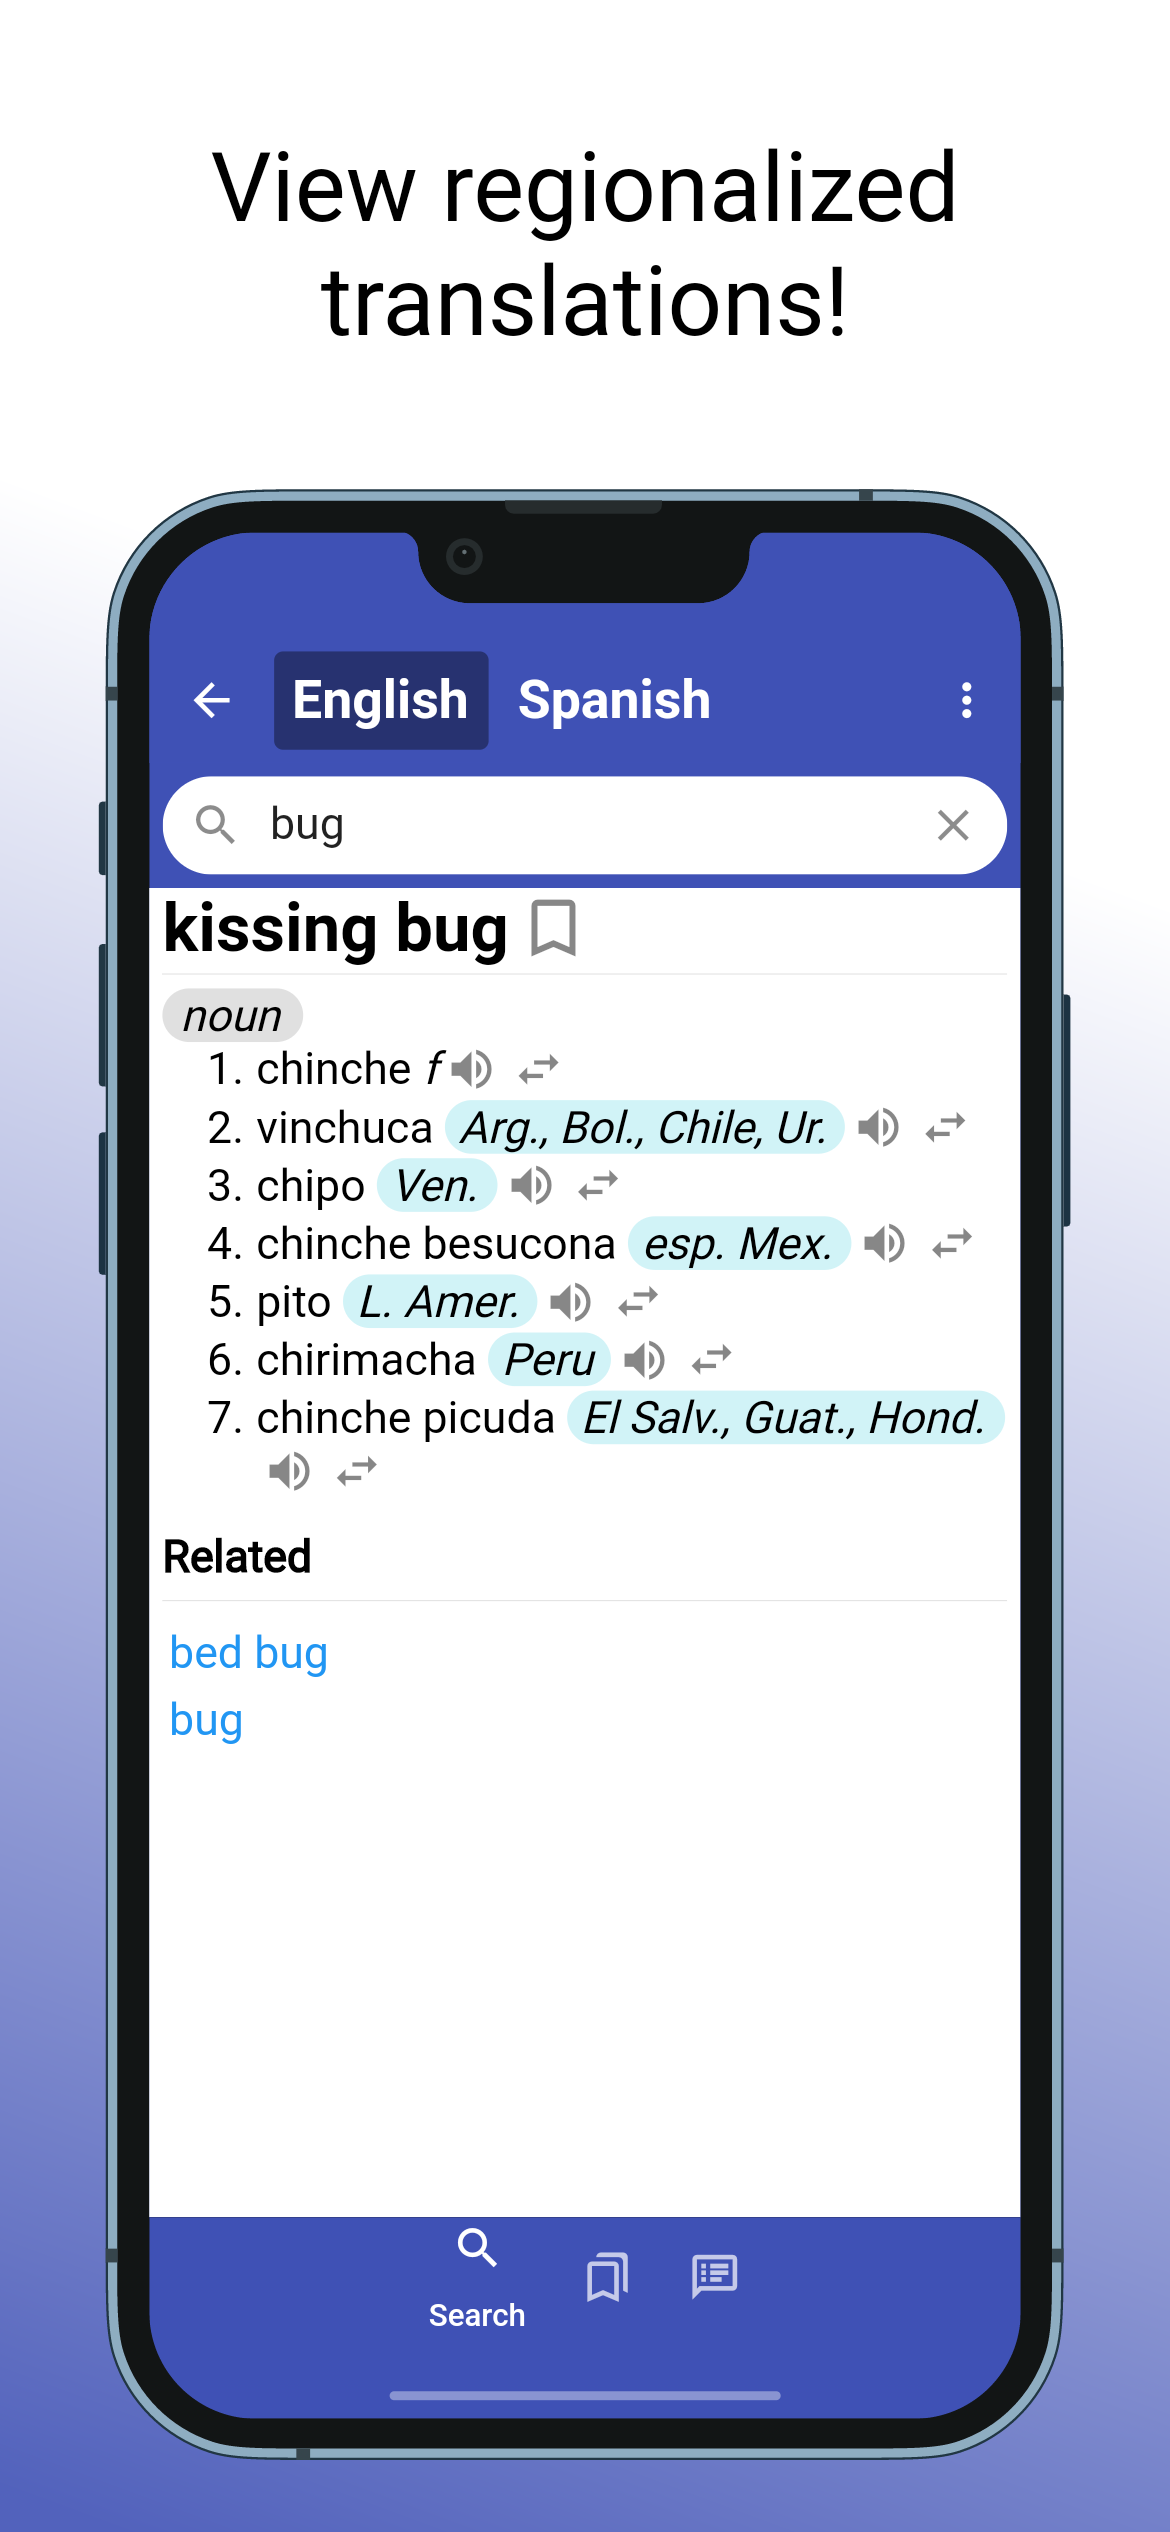 View regionalized
translations!
English Spanish
bug
kissing bug
noun
1. chinche f
2. vinchuca Arg., Bol., Chile, Ur.
3. chipo Ven.
4. chinche besucona esp. Mex.
5. pito L. Amer.
6. chirimacha Peru
7. chinche picuda El Salv., Guat., Hond.
Related
bed bug
bug
Search